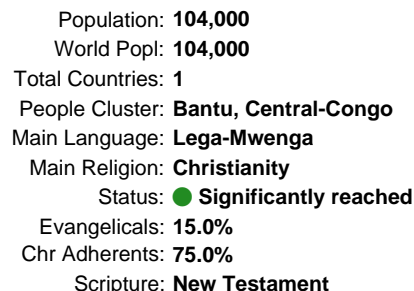 Population: 104,000
World Popl: 104,000
Total Countries: 1
People Cluster: Bantu, Central-Congo
Main Language: Lega-Mwenga
Main Religion: Christianity
Status: Significantly reached
Evangelicals: 15.0%
Chr Adherents: 75.0%
Scripture: New Testament